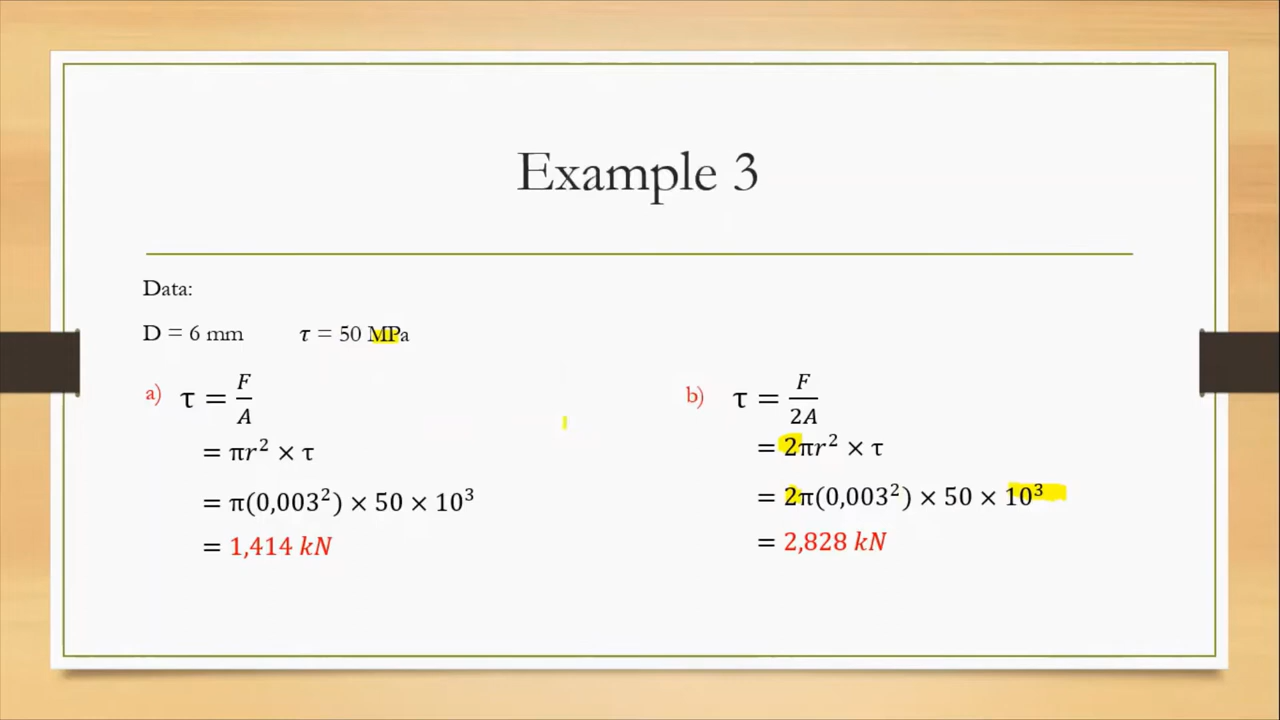 Example 3
Data:
D = 6 mm τ = 50 MPa
a) τ = F/A
= πr² × τ
= π(0,003²) × 50 × 10³
= 1,414 kN
b) τ = F/2A
= 2πr² × τ
= 2π(0,003²) × 50 × 10³
= 2,828 kN